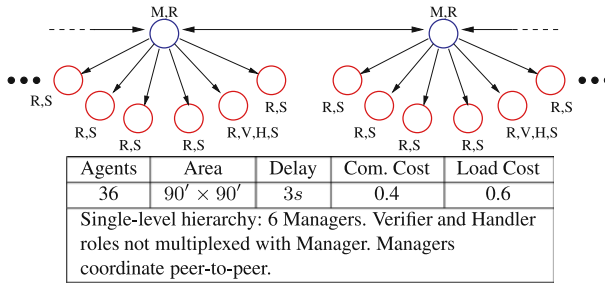 M,R M,R
R,S R,S R,S R,S
R,S R,V,H,S R,S R,V,H,S
R,S R,S R,S R,S
Agents Area Delay Com. Cost Load Cost
36 90′ × 90′ 3s 0.4 0.6
Single-level hierarchy: 6 Managers. Verifier and Handler
roles not multiplexed with Manager. Managers
coordinate peer-to-peer.